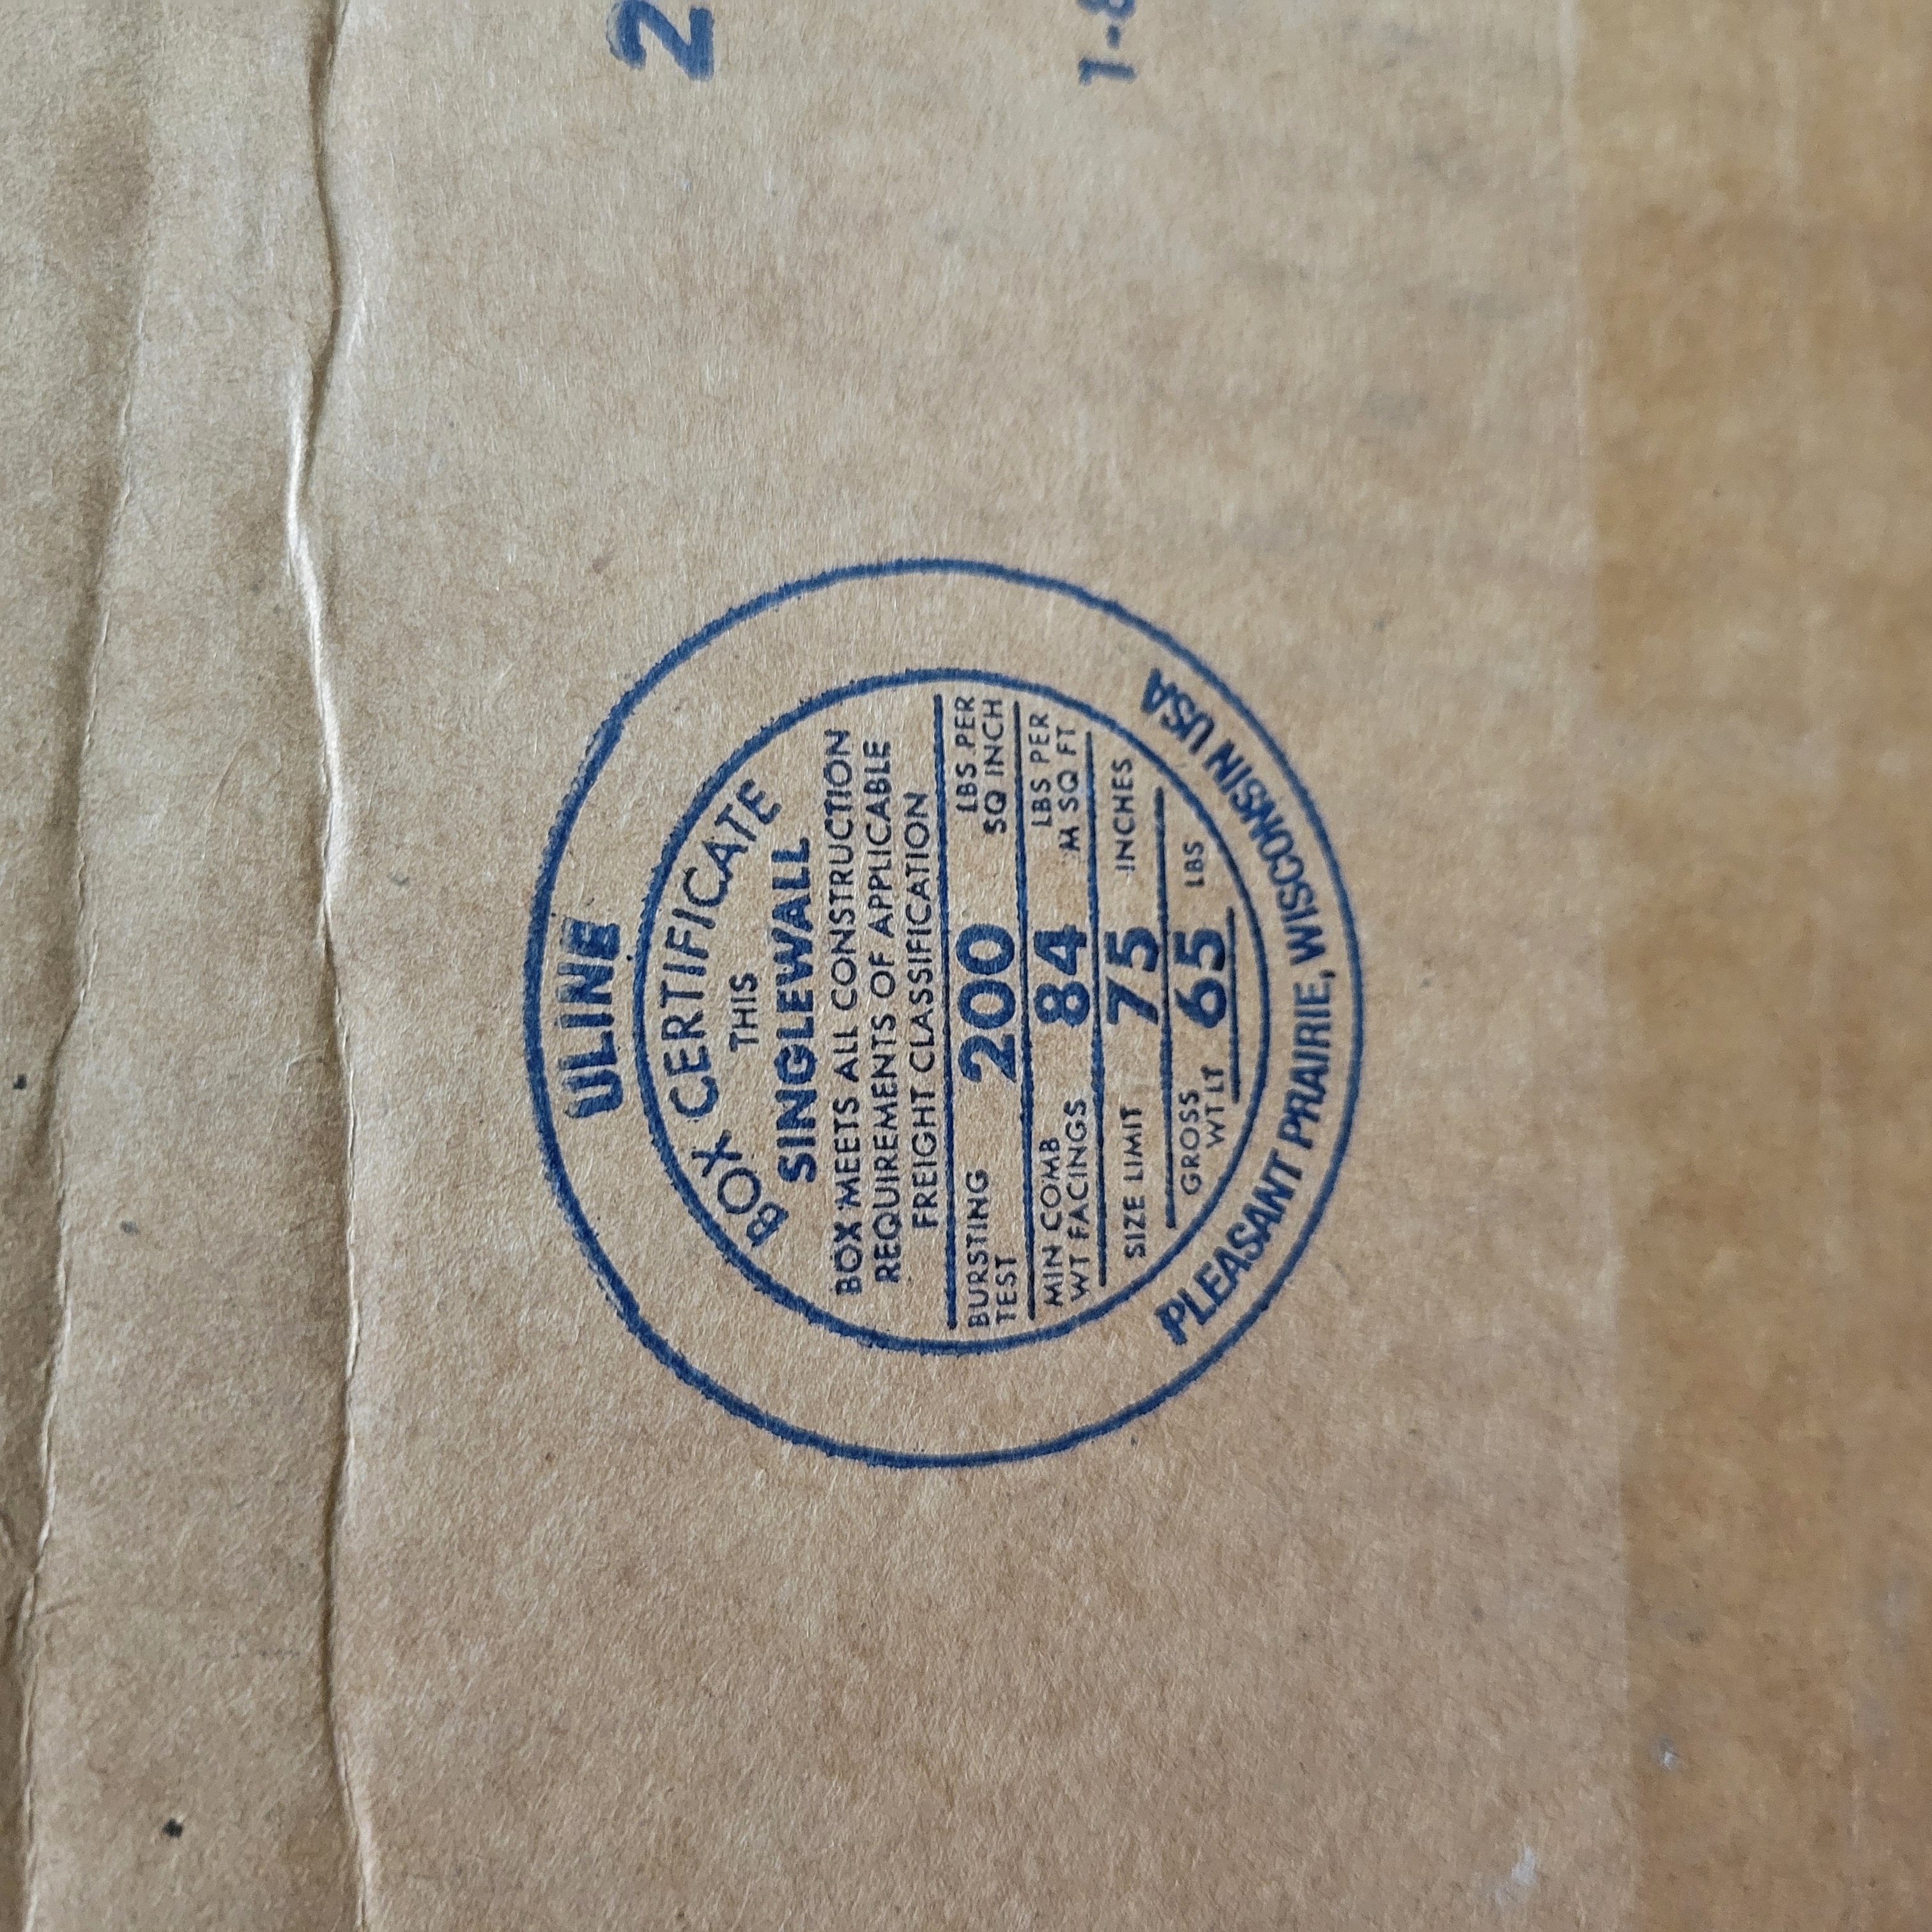 ULINE
BOX CERTIFICATE
THIS
SINGLEWALL
BOX MEETS ALL CONSTRUCTION
REQUIREMENTS OF APPLICABLE
FREIGHT CLASSIFICATION
BURSTING TEST 200 LBS PER SQ INCH
MIN COMB WT FACINGS 84 LBS PER M SQ FT
SIZE LIMIT 75 INCHES
GROSS WT LT 65 LBS
PLEASANT PRAIRIE, WISCONSIN USA
2